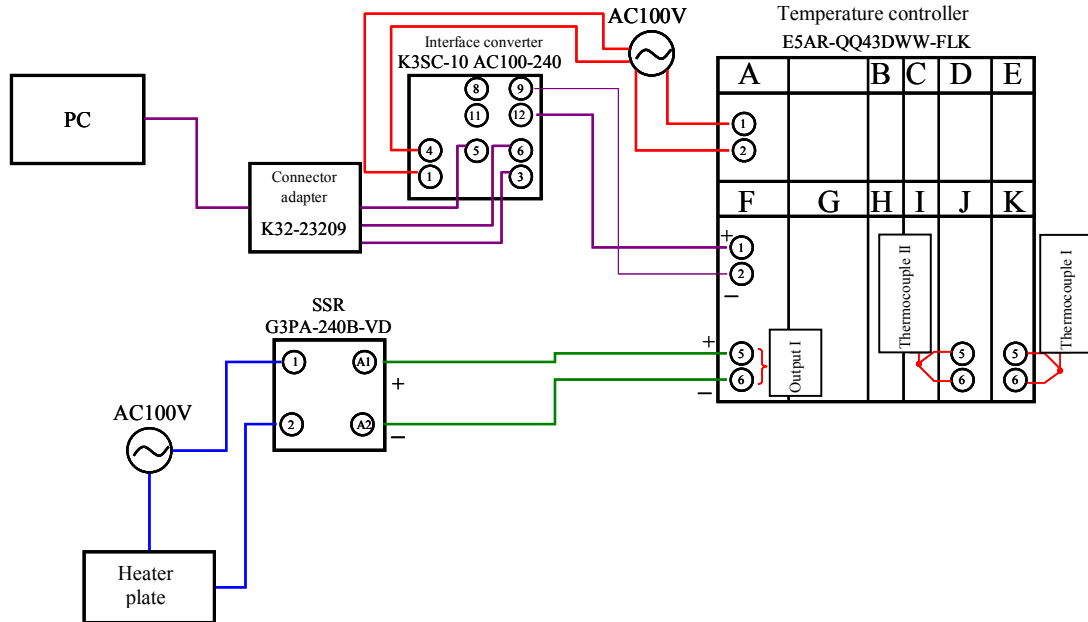 AC100V
Temperature controller
E5AR-QQ43DWW-FLK
Interface converter
K3SC-10 AC100-240
PC
8
9
11
12
4
5
6
1
3
Connector
adapter
K32-23209
A
B
C
D
E
1
2
F
G
H
I
J
K
+
1
2
−
Thermocouple II
Thermocouple I
+
5
6
−
Output I
5
6
5
6
SSR
G3PA-240B-VD
1
A1
+
2
A2
−
AC100V
Heater
plate